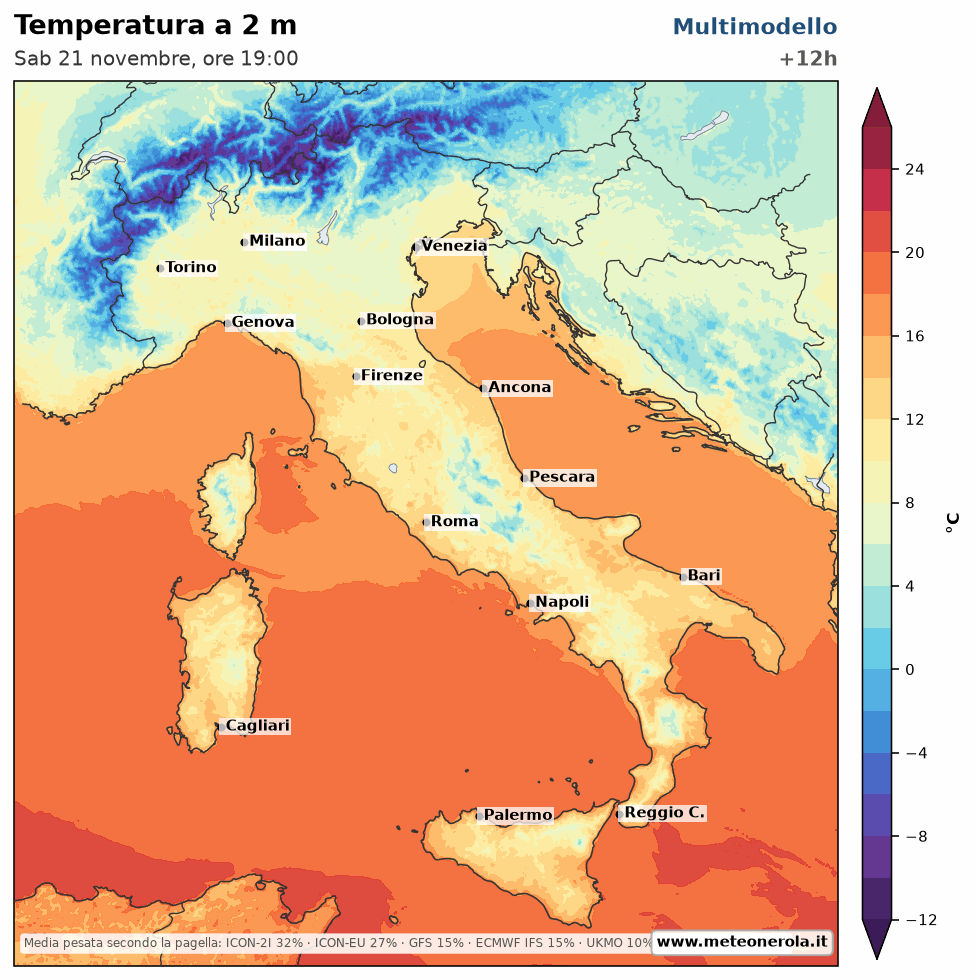 Temperatura a 2 m
Multimodello
Sab 21 novembre, ore 19:00
+12h
Milano
Venezia
Torino
Genova
Bologna
Firenze
Ancona
Pescara
Roma
Bari
Napoli
Cagliari
Palermo
Reggio C.
24
20
16
12
8
4
0
−4
−8
−12
°C
Media pesata secondo la pagella: ICON-2I 32% · ICON-EU 27% · GFS 15% · ECMWF IFS 15% · UKMO 10%
www.meteonerola.it